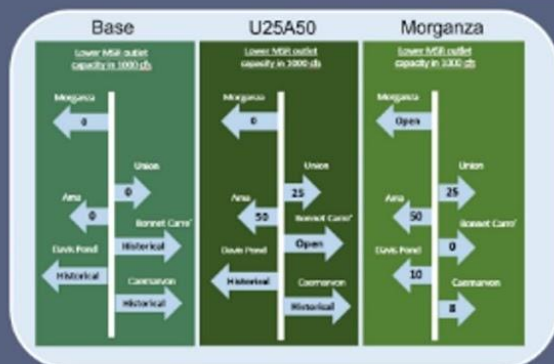 Base
Lower MSR outlet
capacity in 1000 cfs
Morganza
0
Union
0
Ama
0
Bonnet Carre'
Historical
Davis Pond
Historical
Caernarvon
Historical
U25A50
Lower MSR outlet
capacity in 1000 cfs
Morganza
0
Union
25
Ama
50
Bonnet Carre'
Open
Davis Pond
Historical
Caernarvon
Historical
Morganza
Lower MSR outlet
capacity in 1000 cfs
Morganza
Open
Union
25
Ama
50
Bonnet Carre'
0
Davis Pond
10
Caernarvon
8